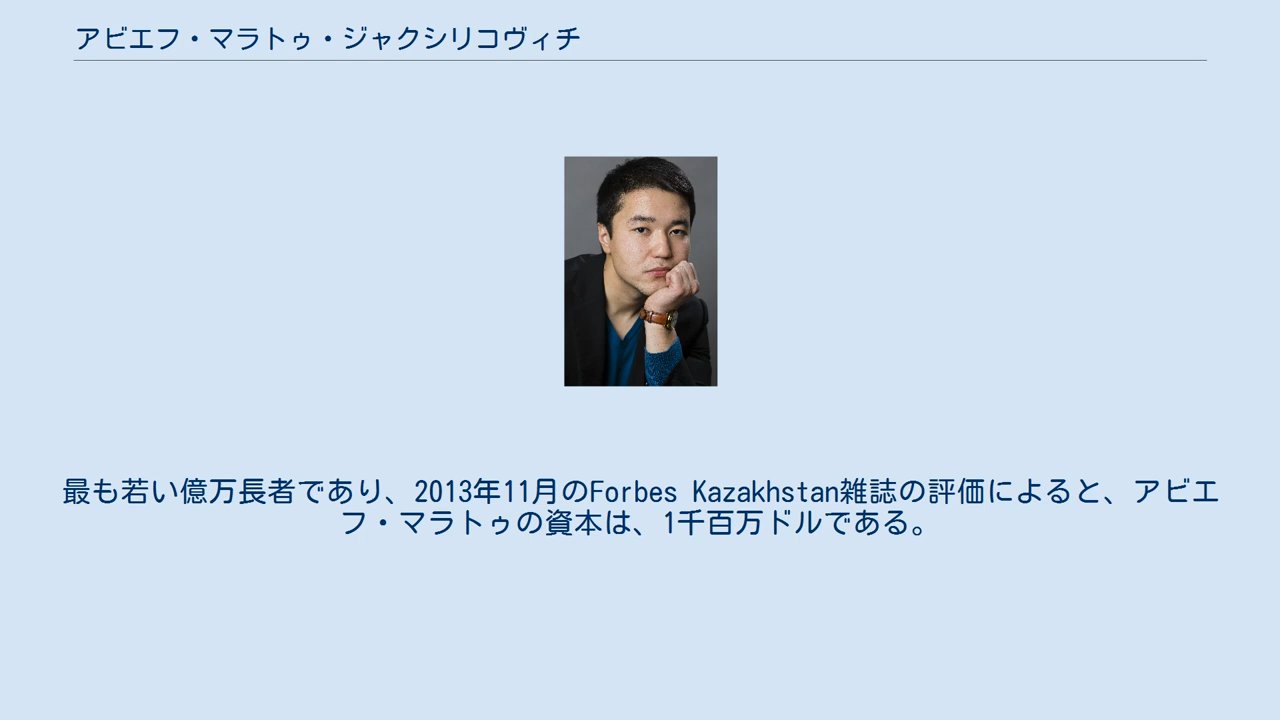 アビエフ・マラトゥ・ジャクシリコヴィチ
最も若い億万長者であり、2013年11月のForbes Kazakhstan雑誌の評価によると、アビエ
フ・マラトゥの資本は、1千百万ドルである。